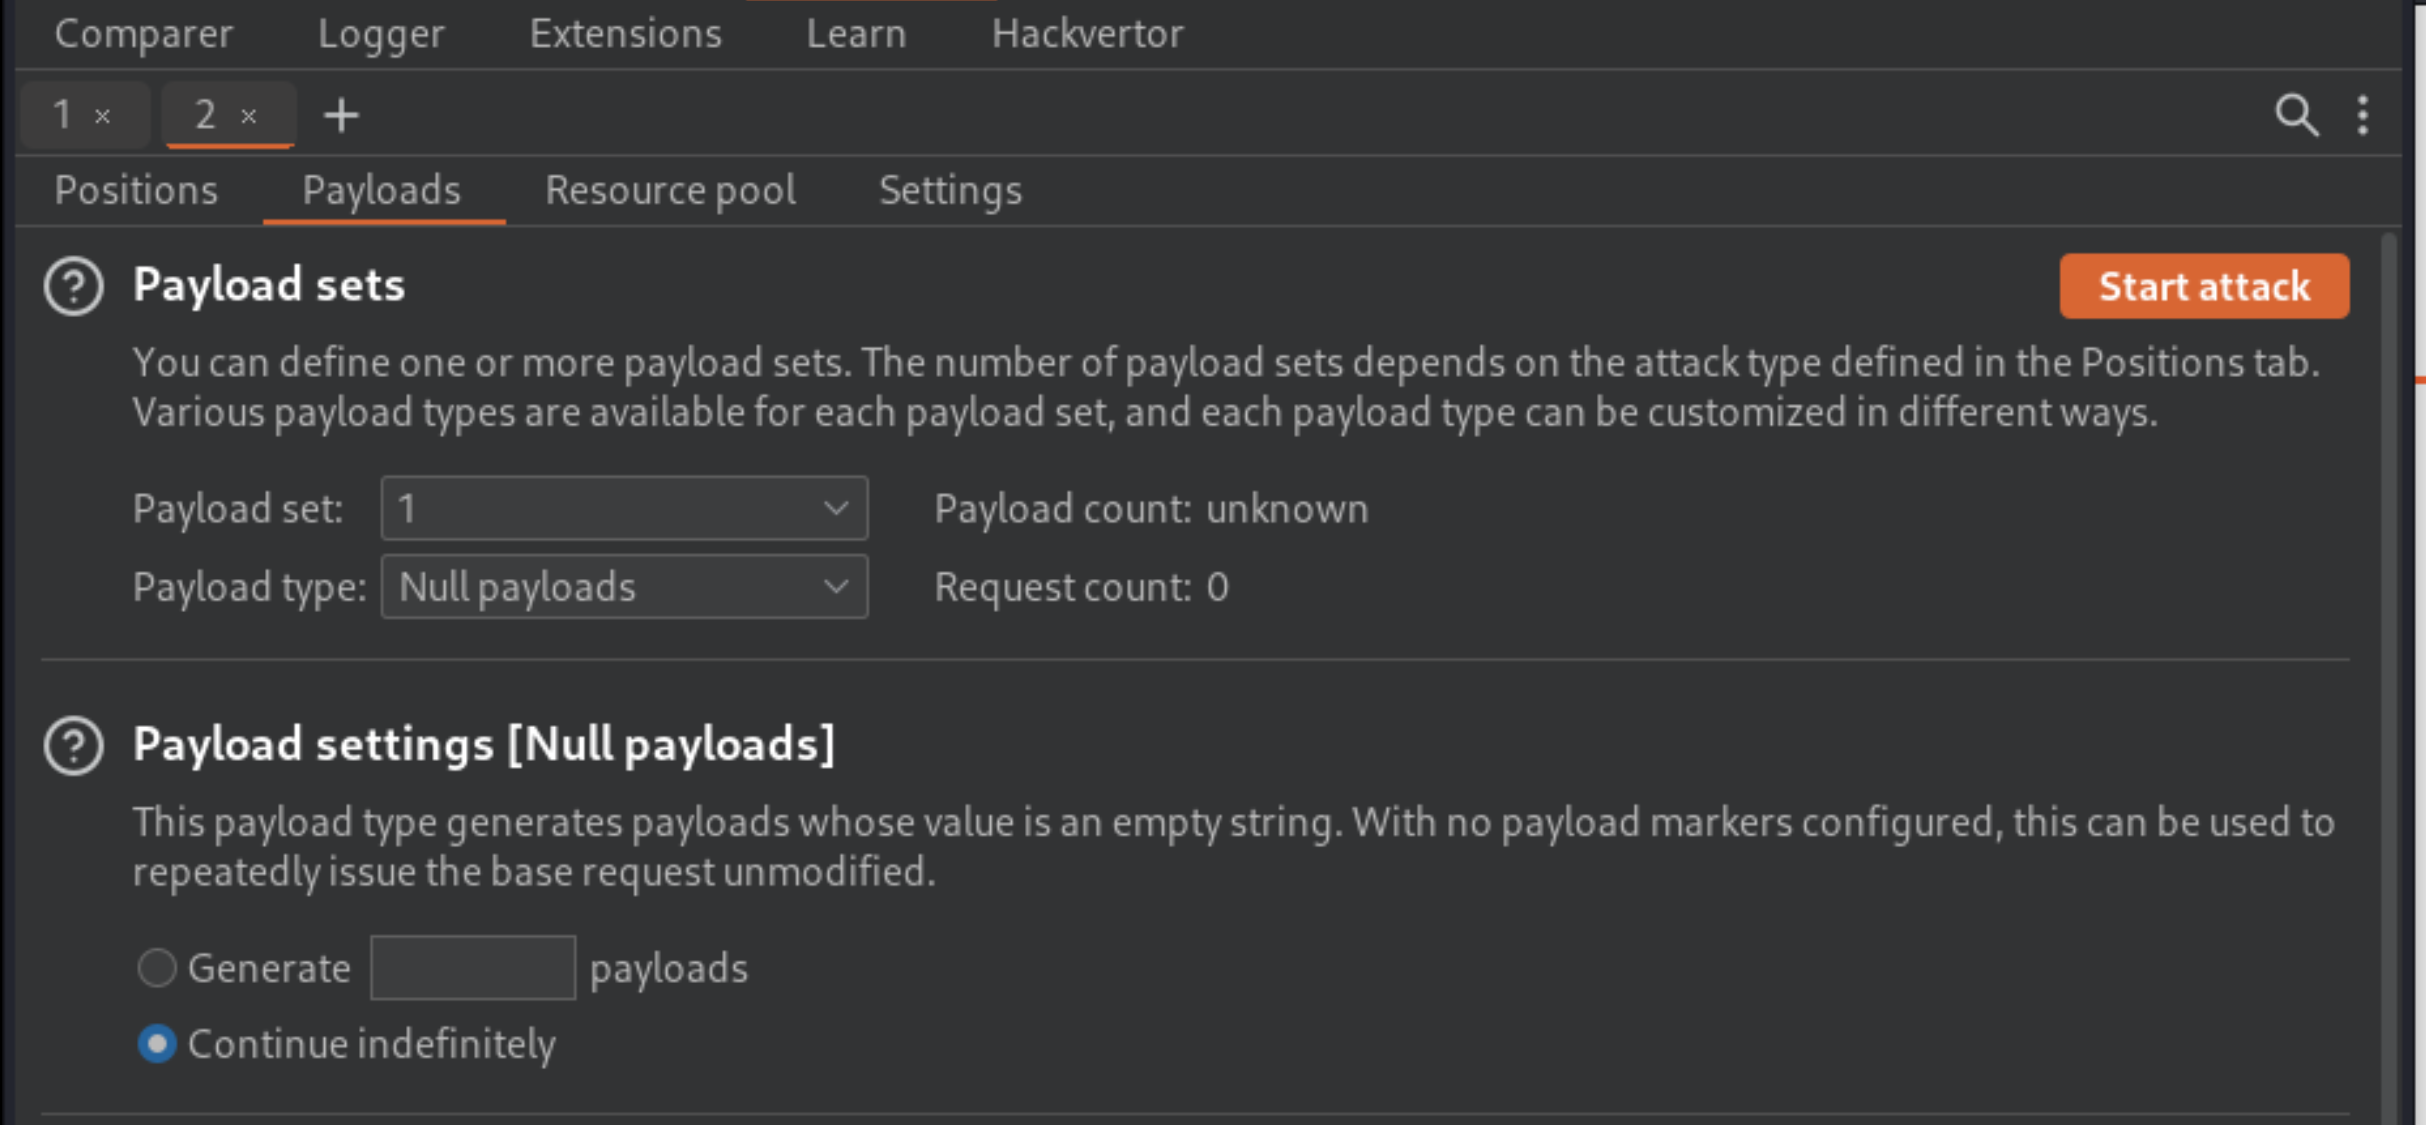 Comparer Logger Extensions Learn Hackvertor
1 × 2 × +
Positions Payloads Resource pool Settings
? Payload sets Start attack
You can define one or more payload sets. The number of payload sets depends on the attack type defined in the Positions tab.
Various payload types are available for each payload set, and each payload type can be customized in different ways.
Payload set: 1 Payload count: unknown
Payload type: Null payloads Request count: 0
? Payload settings [Null payloads]
This payload type generates payloads whose value is an empty string. With no payload markers configured, this can be used to
repeatedly issue the base request unmodified.
Generate payloads
Continue indefinitely